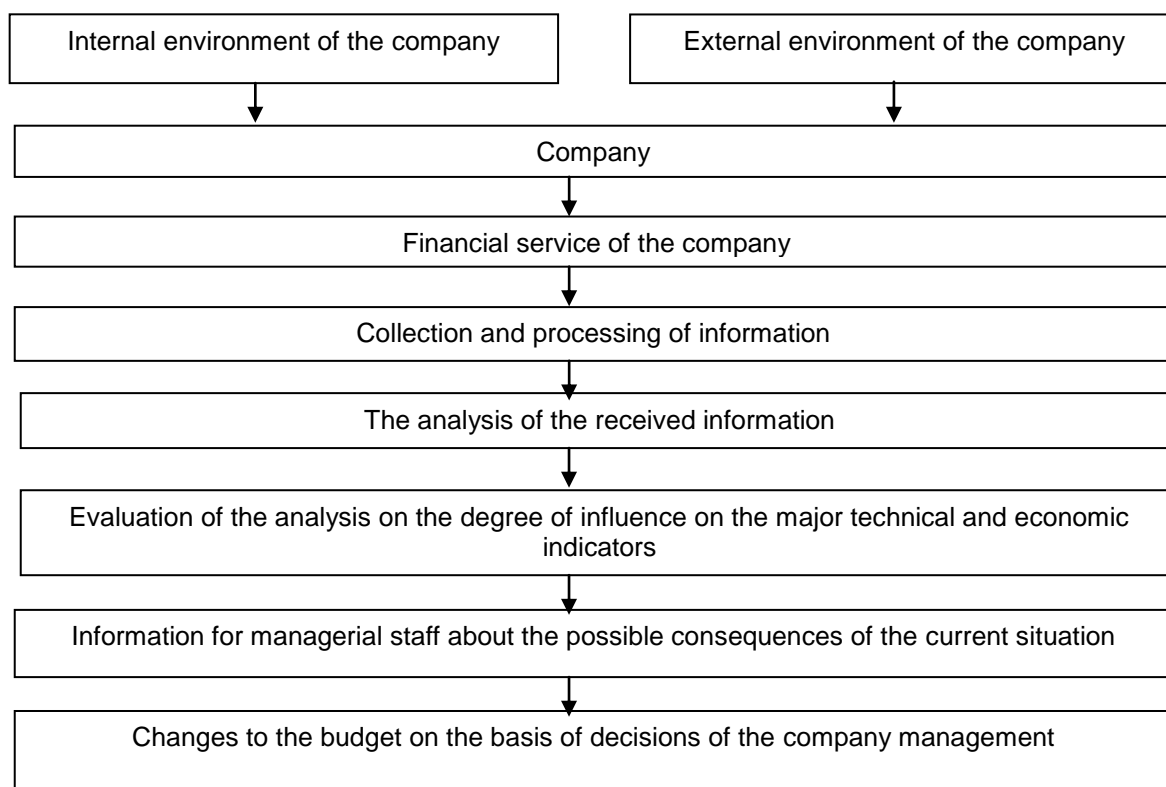 Internal environment of the company
External environment of the company
Company
Financial service of the company
Collection and processing of information
The analysis of the received information
Evaluation of the analysis on the degree of influence on the major technical and economic
indicators
Information for managerial staff about the possible consequences of the current situation
Changes to the budget on the basis of decisions of the company management